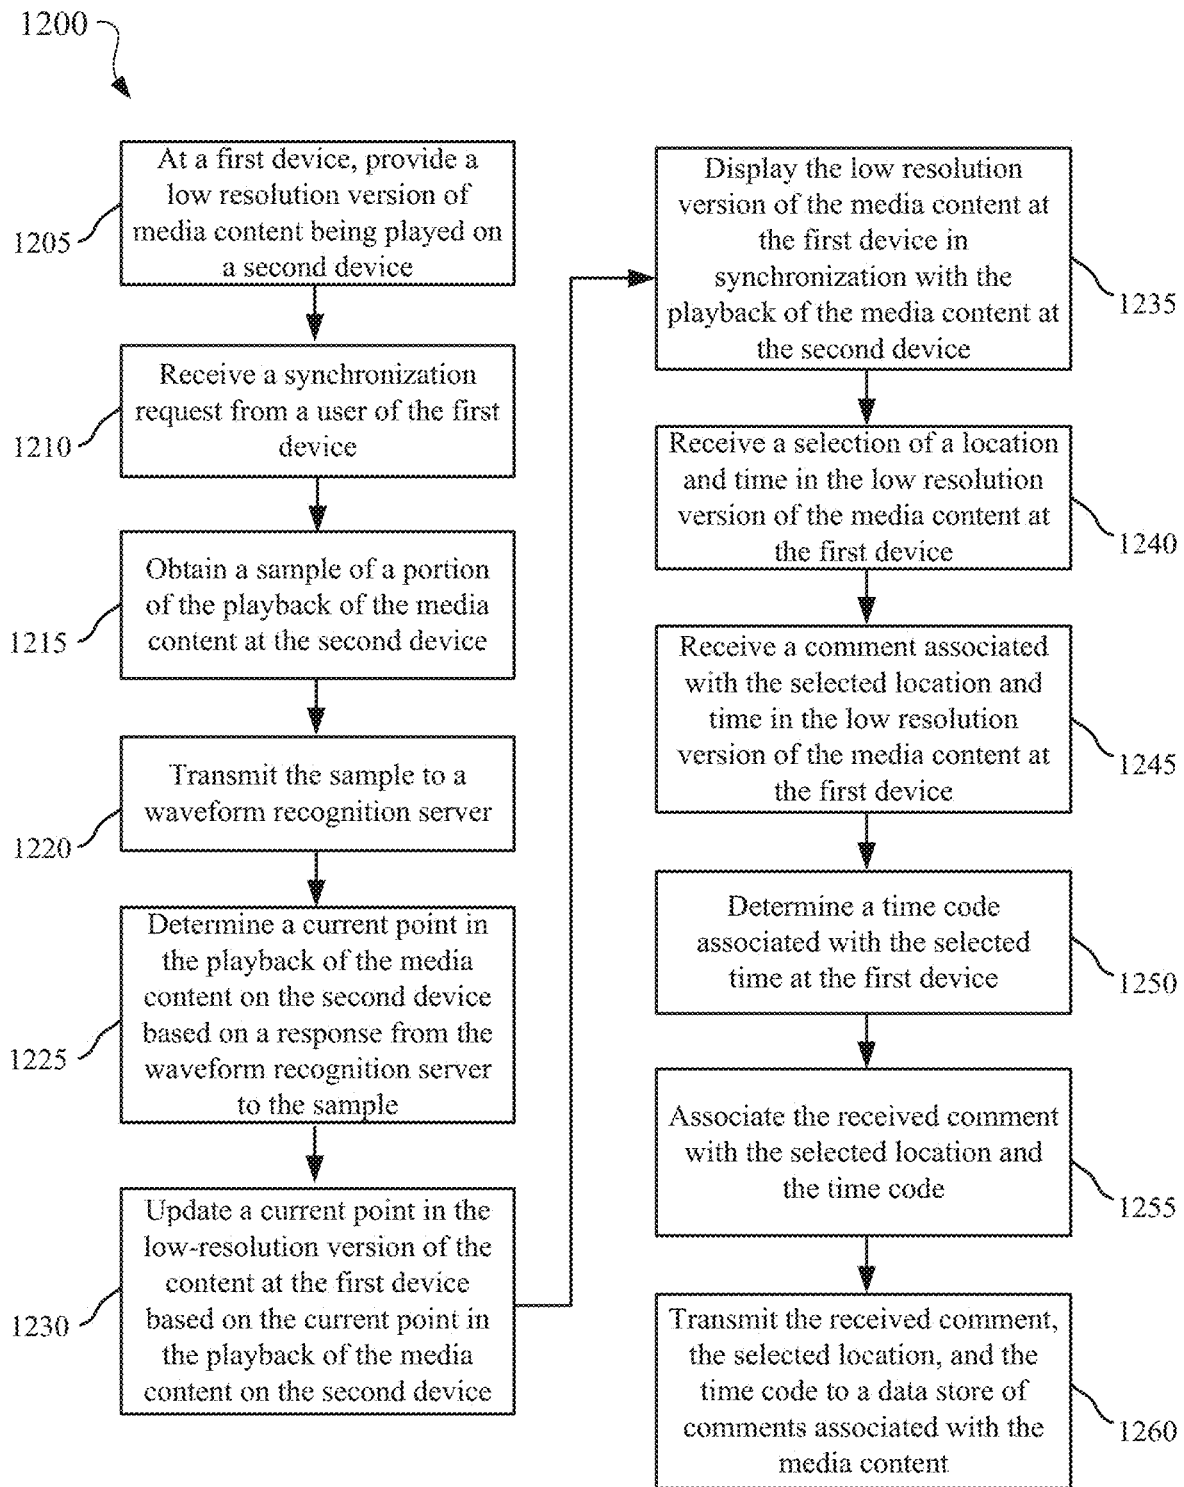 1200
At a first device, provide a
low resolution version of
media content being played on
a second device
1205
Receive a synchronization
request from a user of the first
device
1210
Obtain a sample of a portion
of the playback of the media
content at the second device
1215
Transmit the sample to a
waveform recognition server
1220
Determine a current point in
the playback of the media
content on the second device
based on a response from the
waveform recognition server
to the sample
1225
Update a current point in the
low-resolution version of the
content at the first device
based on the current point in
the playback of the media
content on the second device
1230
Display the low resolution
version of the media content at
the first device in
synchronization with the
playback of the media content at
the second device
1235
Receive a selection of a location
and time in the low resolution
version of the media content at
the first device
1240
Receive a comment associated
with the selected location and
time in the low resolution
version of the media content at
the first device
1245
Determine a time code
associated with the selected
time at the first device
1250
Associate the received comment
with the selected location and
the time code
1255
Transmit the received comment,
the selected location, and the
time code to a data store of
comments associated with the
media content
1260